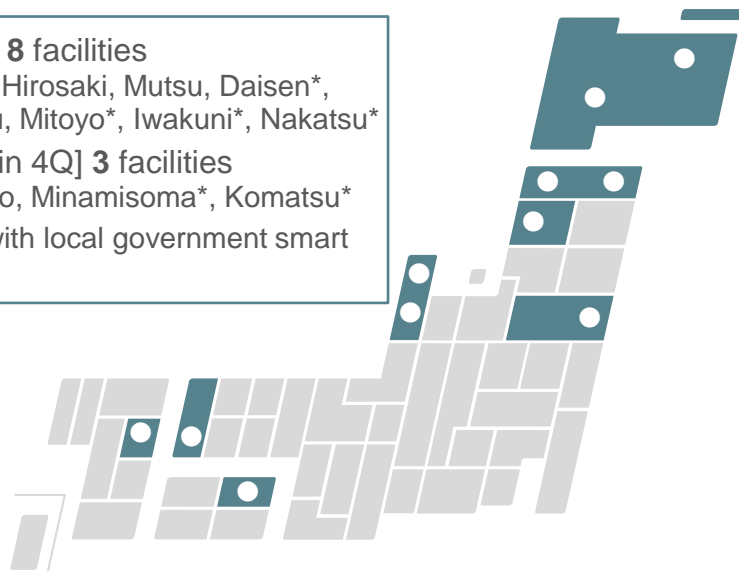 8 facilities
Hirosaki, Mutsu, Daisen*,
Mitoyo*, Iwakuni*, Nakatsu*
in 4Q] 3 facilities
Minamisoma*, Komatsu*
with local government smart